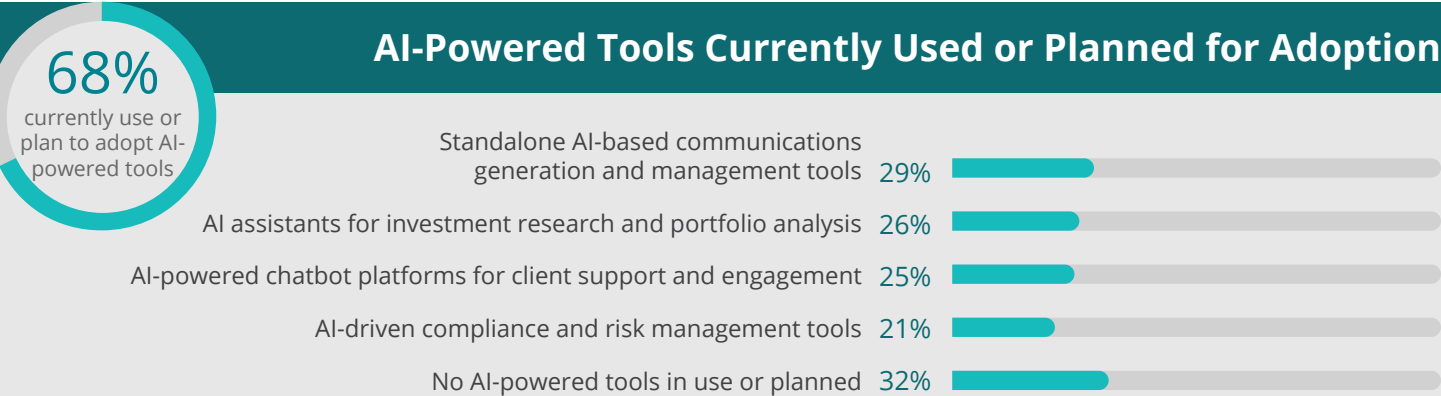 AI-Powered Tools Currently Used or Planned for Adoption
68%
currently use or
plan to adopt AI-
powered tools
Standalone AI-based communications
generation and management tools 29%
AI assistants for investment research and portfolio analysis 26%
AI-powered chatbot platforms for client support and engagement 25%
AI-driven compliance and risk management tools 21%
No AI-powered tools in use or planned 32%